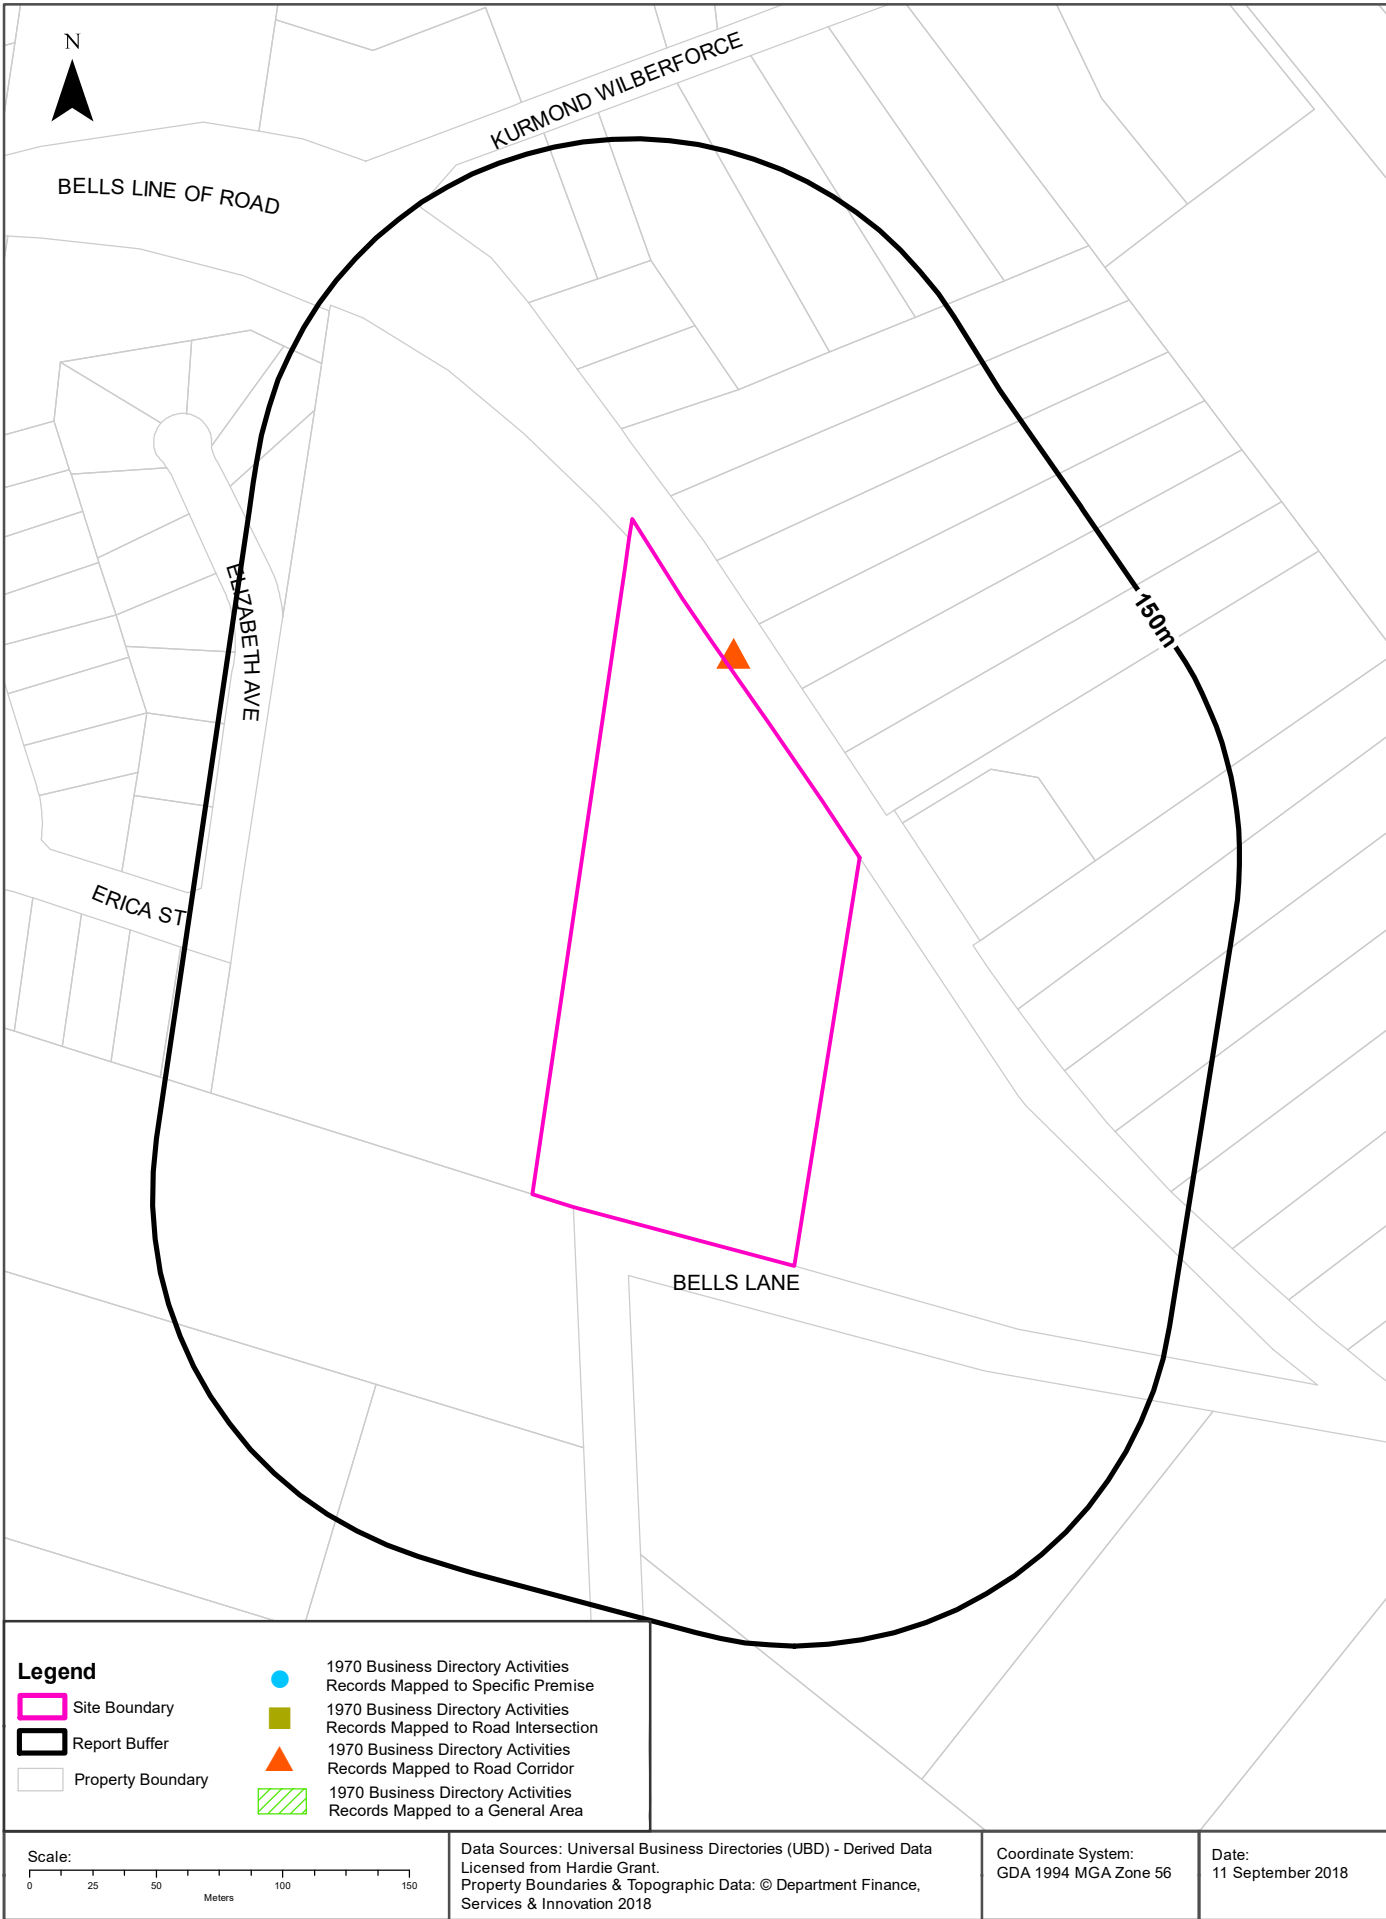 N
KURMOND WILBERFORCE
BELLS LINE OF ROAD
ELIZABETH AVE
150m
ERICA ST
BELLS LANE
Legend
Site Boundary
Report Buffer
Property Boundary
1970 Business Directory Activities
Records Mapped to Specific Premise
1970 Business Directory Activities
Records Mapped to Road Intersection
1970 Business Directory Activities
Records Mapped to Road Corridor
1970 Business Directory Activities
Records Mapped to a General Area
Scale:
0 25 50 100 150
Meters
Data Sources: Universal Business Directories (UBD) - Derived Data
Licensed from Hardie Grant.
Property Boundaries & Topographic Data: © Department Finance,
Services & Innovation 2018
Coordinate System:
GDA 1994 MGA Zone 56
Date:
11 September 2018